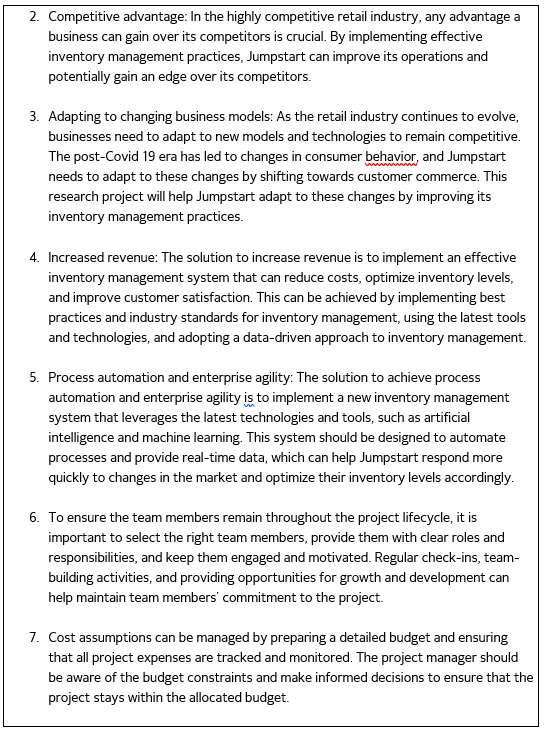 2. Competitive advantage: In the highly competitive retail industry, any advantage a
business can gain over its competitors is crucial. By implementing effective
inventory management practices, Jumpstart can improve its operations and
potentially gain an edge over its competitors.
3. Adapting to changing business models: As the retail industry continues to evolve,
businesses need to adapt to new models and technologies to remain competitive.
The post-Covid 19 era has led to changes in consumer behavior, and Jumpstart
needs to adapt to these changes by shifting towards customer commerce. This
research project will help Jumpstart adapt to these changes by improving its
inventory management practices.
4. Increased revenue: The solution to increase revenue is to implement an effective
inventory management system that can reduce costs, optimize inventory levels,
and improve customer satisfaction. This can be achieved by implementing best
practices and industry standards for inventory management, using the latest tools
and technologies, and adopting a data-driven approach to inventory management.
5. Process automation and enterprise agility: The solution to achieve process
automation and enterprise agility is to implement a new inventory management
system that leverages the latest technologies and tools, such as artificial
intelligence and machine learning. This system should be designed to automate
processes and provide real-time data, which can help Jumpstart respond more
quickly to changes in the market and optimize their inventory levels accordingly.
6. To ensure the team members remain throughout the project lifecycle, it is
important to select the right team members, provide them with clear roles and
responsibilities, and keep them engaged and motivated. Regular check-ins, team-
building activities, and providing opportunities for growth and development can
help maintain team members' commitment to the project.
7. Cost assumptions can be managed by preparing a detailed budget and ensuring
that all project expenses are tracked and monitored. The project manager should
be aware of the budget constraints and make informed decisions to ensure that the
project stays within the allocated budget.